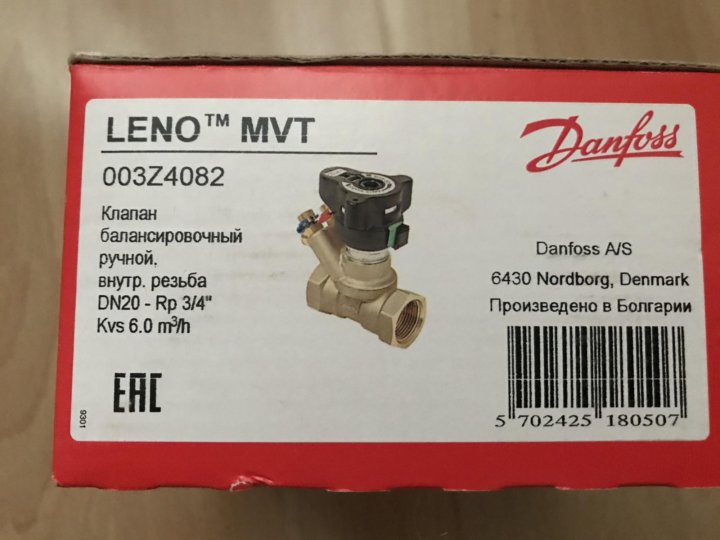 LENO™ MVT
003Z4082
Клапан
балансировочный
ручной,
внутр. резьба
DN20 - Rp 3/4"
Kvs 6.0 m³/h
EAC
9301
Danfoss
Danfoss A/S
6430 Nordborg, Denmark
Произведено в Болгарии
5 702425 180507